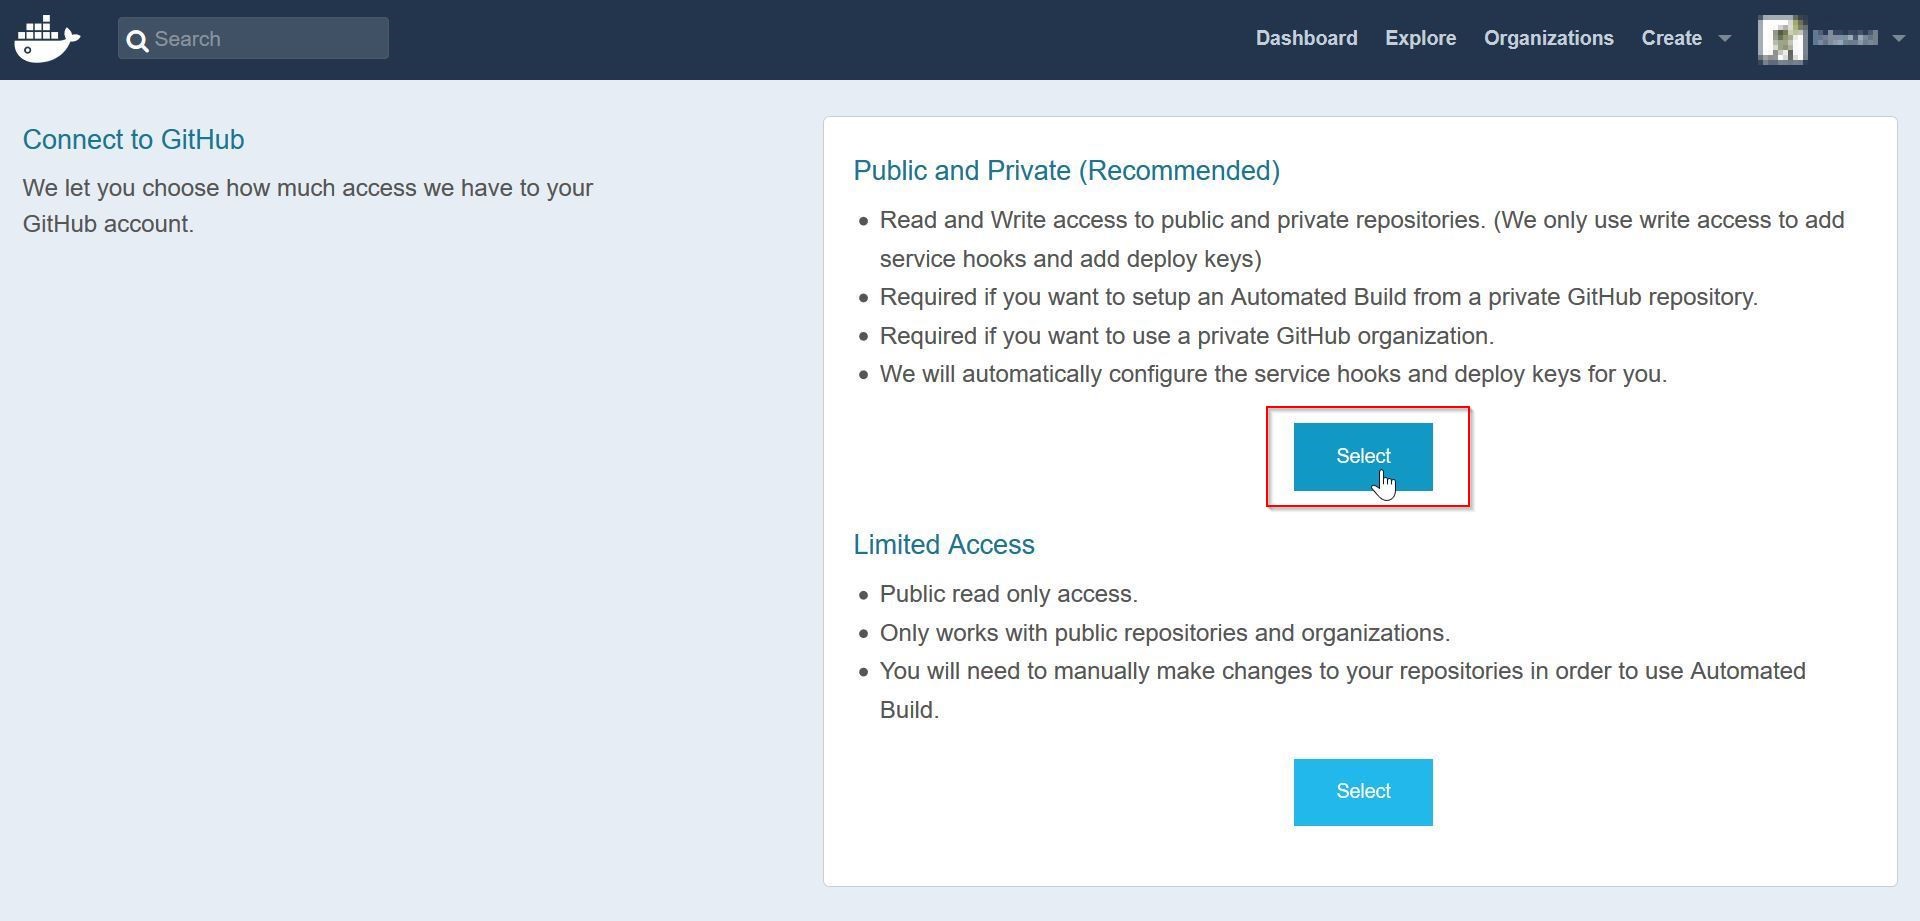 Search
Dashboard Explore Organizations Create
Connect to GitHub
We let you choose how much access we have to your
GitHub account.
Public and Private (Recommended)
Read and Write access to public and private repositories. (We only use write access to add
service hooks and add deploy keys)
Required if you want to setup an Automated Build from a private GitHub repository.
Required if you want to use a private GitHub organization.
We will automatically configure the service hooks and deploy keys for you.
Select
Limited Access
Public read only access.
Only works with public repositories and organizations.
You will need to manually make changes to your repositories in order to use Automated
Build.
Select